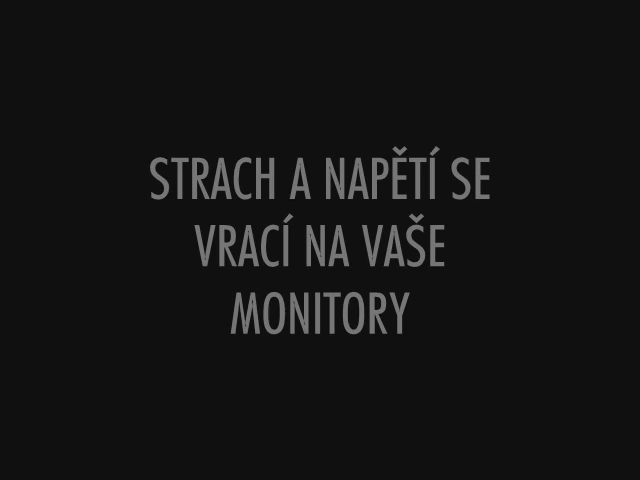 STRACH A NAPĚTÍ SE
VRACÍ NA VAŠE
MONITORY